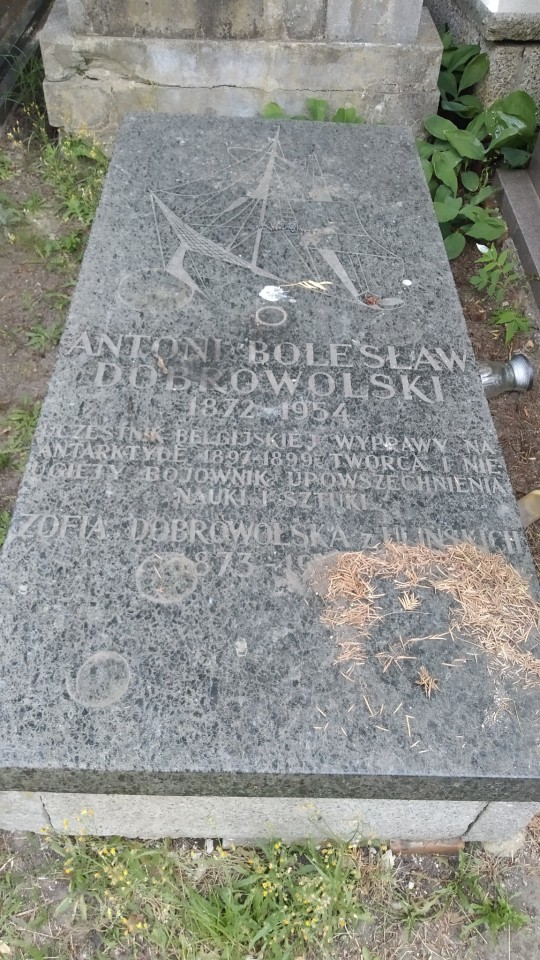 ANTONI BOLESŁAW
DOBROWOLSKI
1872-1954
UCZESTNIK BELGIJSKIEJ WYPRAWY NA
ANTARKTYDĘ 1897-1899. TWÓRCA I NIE-
UGIĘTY BOJOWNIK UPOWSZECHNIENIA
NAUKI I SZTUKI
ZOFIA DOBROWOLSKA z ULIŃSKICH